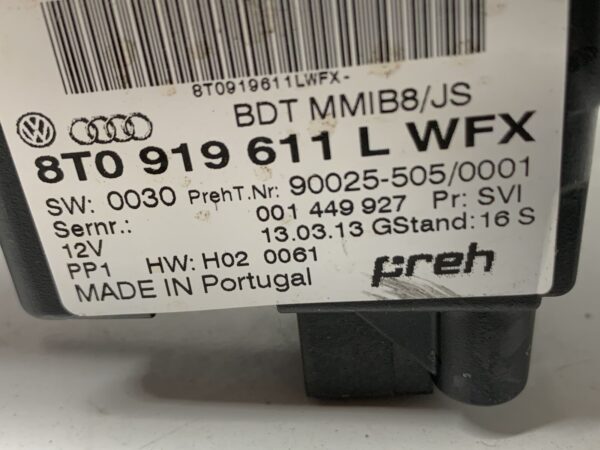 8T0919611LWFX-
BDT MMIB8/JS
8T0 919 611 L WFX
SW: 0030 PrehT.Nr: 90025-505/0001
Sernr.: 001 449 927 Pr: SVI
12V 13.03.13 GStand: 16 S
PP1 HW: H02 0061
MADE IN Portugal
preh